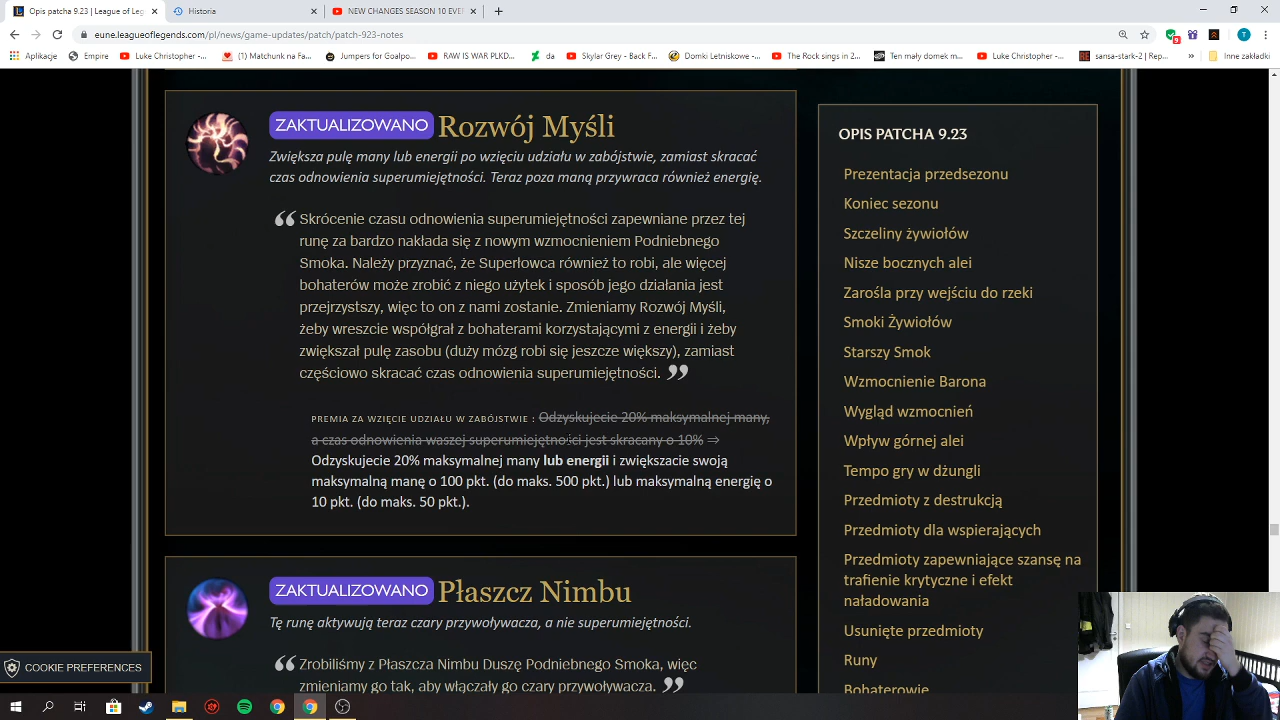 Opis patcha 9.23 | League of Leg
Historia
NEW CHANGES SEASON 10 EVE
eune.leagueoflegends.com/pl/news/game-updates/patch/patch-923-notes
Aplikacje
Empire
Luke Christopher -...
(1) Matchunk na Fa...
Jumpers for Goalpo...
RAW IS WAR PLKD...
da
Skylar Grey - Back F...
Domki Letniskowe -...
The Rock sings in 2...
Ten mały domek m...
Luke Christopher -...
sansa-stark-2 | Rep...
»
Inne zakładki
9
T
ZAKTUALIZOWANO Rozwój Myśli
Zwiększa pulę many lub energii po wzięciu udziału w zabójstwie, zamiast skracać
czas odnowienia superumiejętności. Teraz poza maną przywraca również energię.
“ Skrócenie czasu odnowienia superumiejętności zapewniane przez tej
runę za bardzo nakłada się z nowym wzmocnieniem Podniebnego
Smoka. Należy przyznać, że Superłowca również to robi, ale więcej
bohaterów może zrobić z niego użytek i sposób jego działania jest
przejrzystszy, więc to on z nami zostanie. Zmieniamy Rozwój Myśli,
żeby wreszcie współgrał z bohaterami korzystającymi z energii i żeby
zwiększał pulę zasobu (duży mózg robi się jeszcze większy), zamiast
częściowo skracać czas odnowienia superumiejętności. ”
PREMIA ZA WZIĘCIE UDZIAŁU W ZABÓJSTWIE : Odzyskujecie 20% maksymalnej many,
a czas odnowienia waszej superumiejętności jest skracany o 10% ⇒
Odzyskujecie 20% maksymalnej many lub energii i zwiększacie swoją
maksymalną manę o 100 pkt. (do maks. 500 pkt.) lub maksymalną energię o
10 pkt. (do maks. 50 pkt.).
ZAKTUALIZOWANO Płaszcz Nimbu
Tę runę aktywują teraz czary przywoływacza, a nie superumiejętności.
“ Zrobiliśmy z Płaszcza Nimbu Duszę Podniebnego Smoka, więc
zmieniamy go tak, aby włączały go czary przywoływacza. ”
OPIS PATCHA 9.23
Prezentacja przedsezonu
Koniec sezonu
Szczeliny żywiołów
Nisze bocznych alei
Zarośla przy wejściu do rzeki
Smoki Żywiołów
Starszy Smok
Wzmocnienie Barona
Wygląd wzmocnień
Wpływ górnej alei
Tempo gry w dżungli
Przedmioty z destrukcją
Przedmioty dla wspierających
Przedmioty zapewniające szansę na
trafienie krytyczne i efekt
naładowania
Usunięte przedmioty
Runy
Bohaterowie
COOKIE PREFERENCES